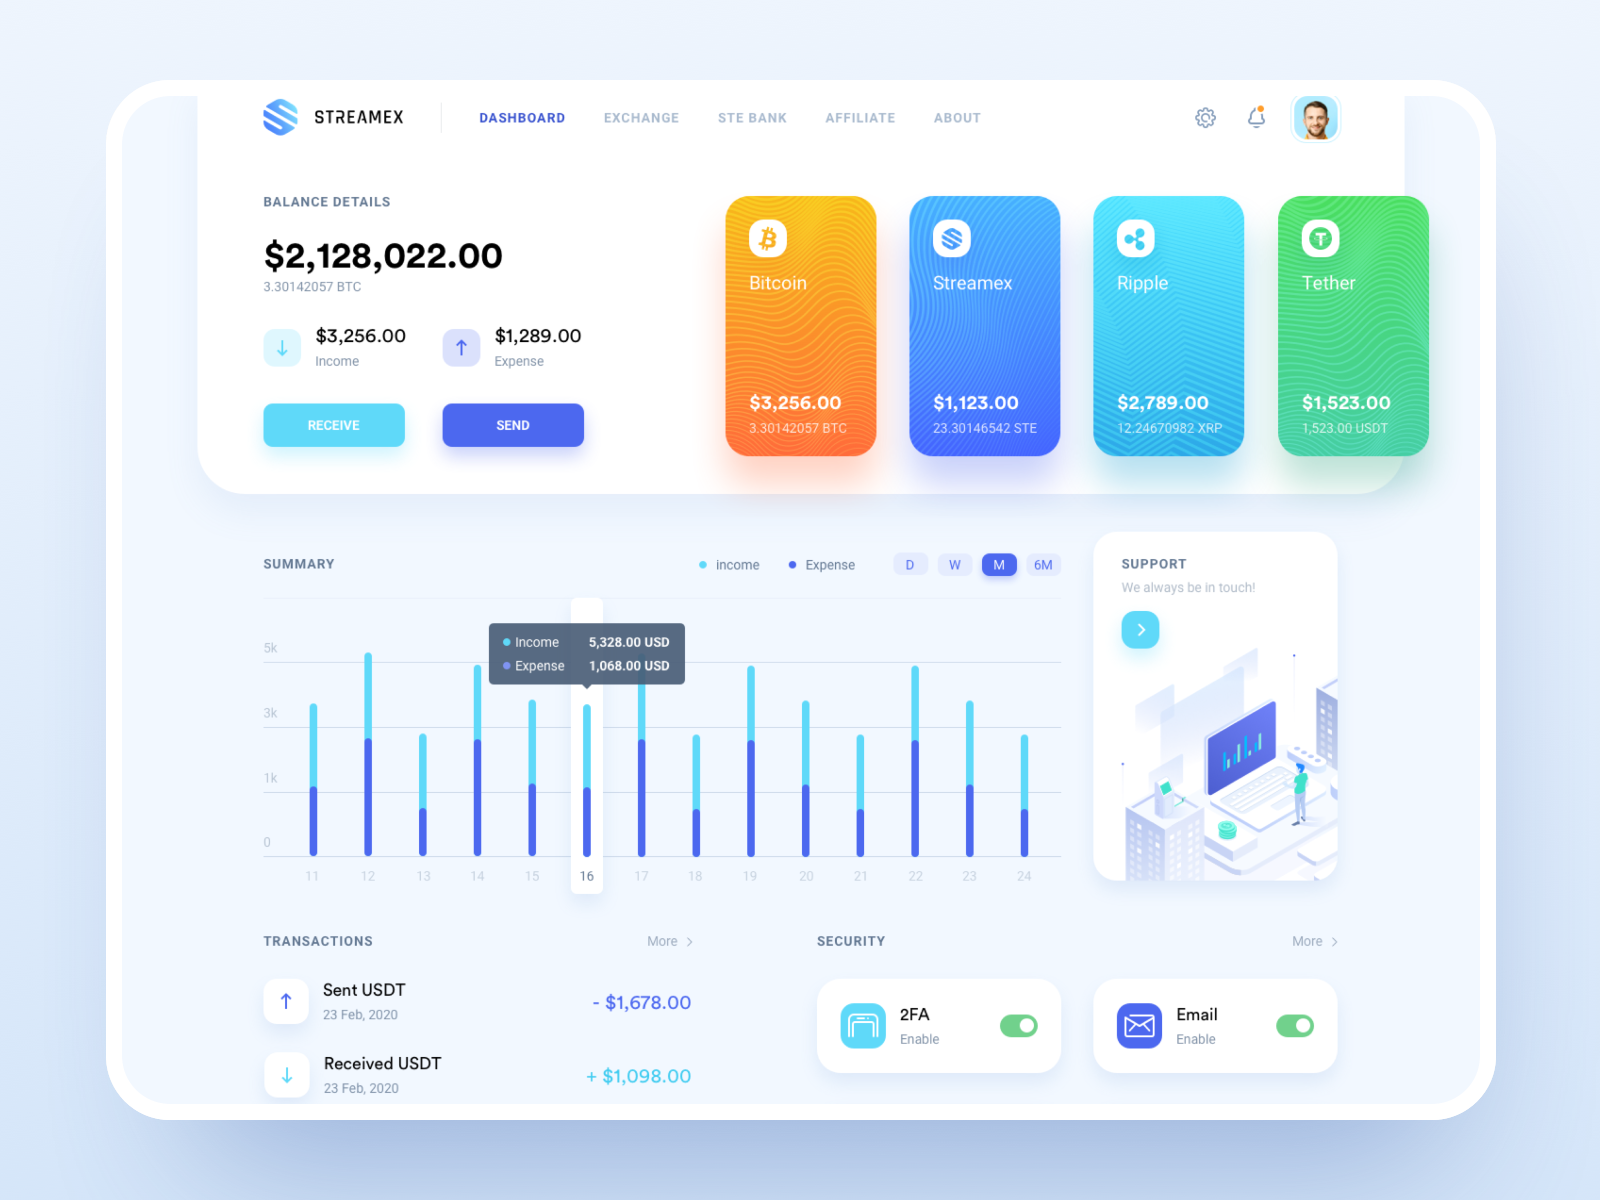 STREAMEX
DASHBOARD
EXCHANGE
STE BANK
AFFILIATE
ABOUT
BALANCE DETAILS
$2,128,022.00
3.30142057 BTC
$3,256.00
Income
$1,289.00
Expense
RECEIVE
SEND
Bitcoin
$3,256.00
3.30142057 BTC
Streamex
$1,123.00
23.30146542 STE
Ripple
$2,789.00
12.24670982 XRP
Tether
$1,523.00
1,523.00 USDT
SUMMARY
income
Expense
D
W
M
6M
5k
3k
1k
0
Income 5,328.00 USD
Expense 1,068.00 USD
11 12 13 14 15 16 17 18 19 20 21 22 23 24
SUPPORT
We always be in touch!
TRANSACTIONS
More
Sent USDT
23 Feb, 2020
- $1,678.00
Received USDT
23 Feb, 2020
+ $1,098.00
SECURITY
More
2FA
Enable
Email
Enable